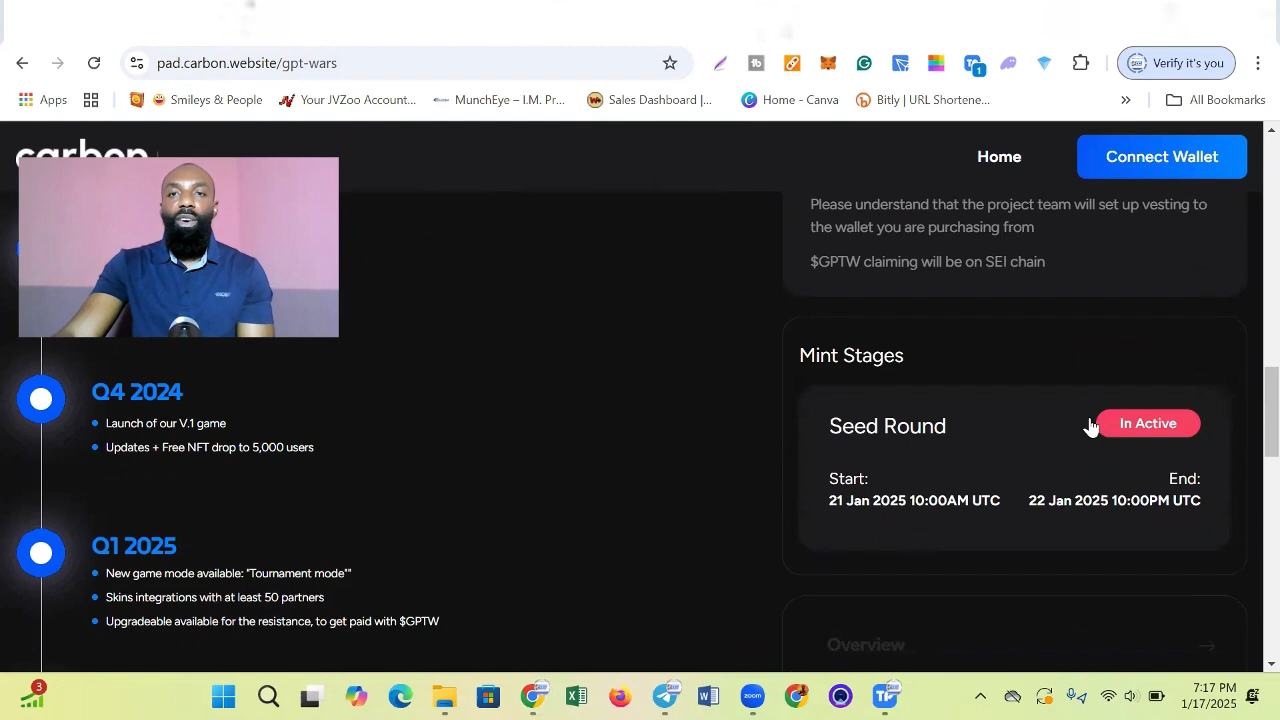 pad.carbon.website/gpt-wars
Verify it's you
Apps
Smileys & People
Your JVZoo Account...
MunchEye – I.M. Pr...
Sales Dashboard |...
Home - Canva
Bitly | URL Shortene...
»
All Bookmarks
carbon
Home
Connect Wallet
Please understand that the project team will set up vesting to
the wallet you are purchasing from
$GPTW claiming will be on SEI chain
Mint Stages
Seed Round
In Active
Start:
End:
21 Jan 2025 10:00AM UTC
22 Jan 2025 10:00PM UTC
Overview
Q4 2024
Launch of our V.1 game
Updates + Free NFT drop to 5,000 users
Q1 2025
New game mode available: "Tournament mode""
Skins integrations with at least 50 partners
Upgradeable available for the resistance, to get paid with $GPTW
3
zoom
7:17 PM
1/17/2025